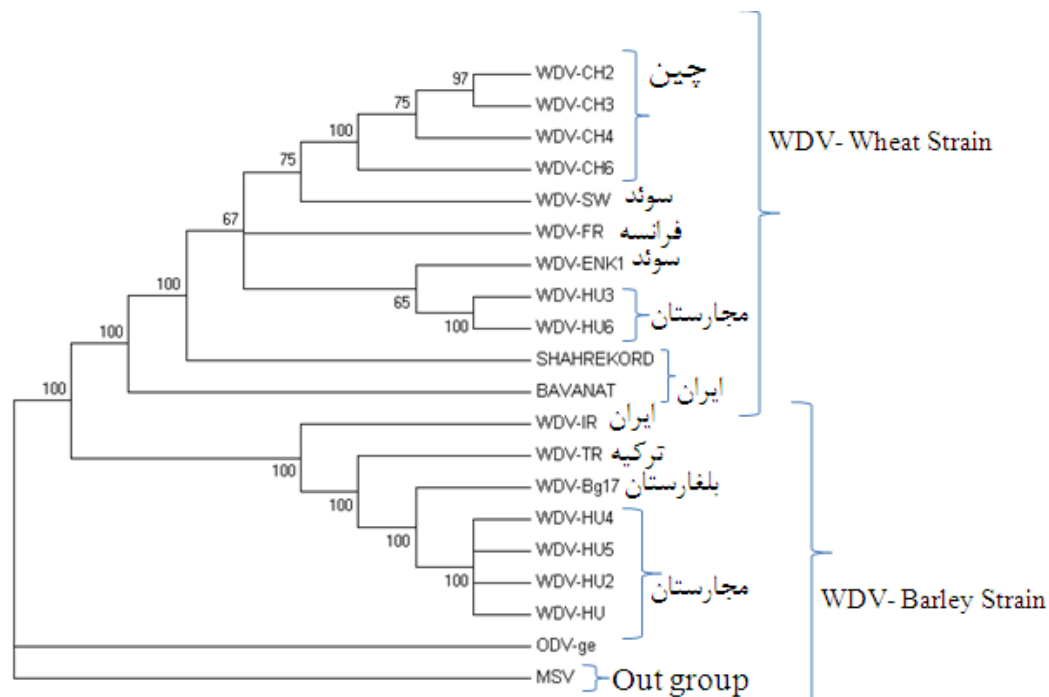 WDV-CH2
چین
97
WDV-CH3
75
WDV-CH4
100
WDV-CH6
WDV- Wheat Strain
75
WDV-SW سوئد
67
WDV-FR فرانسه
WDV-ENK1 سوئد
100
65
WDV-HU3
مجارستان
100
WDV-HU6
100
SHAHREKORD
ایران
100
BAVANAT
WDV-IR ایران
100
WDV-TR ترکیه
100
WDV-Bg17 بلغارستان
100
WDV-HU4
WDV-HU5
100
WDV-HU2
مجارستان
WDV-HU
WDV- Barley Strain
ODV-ge
MSV
Out group